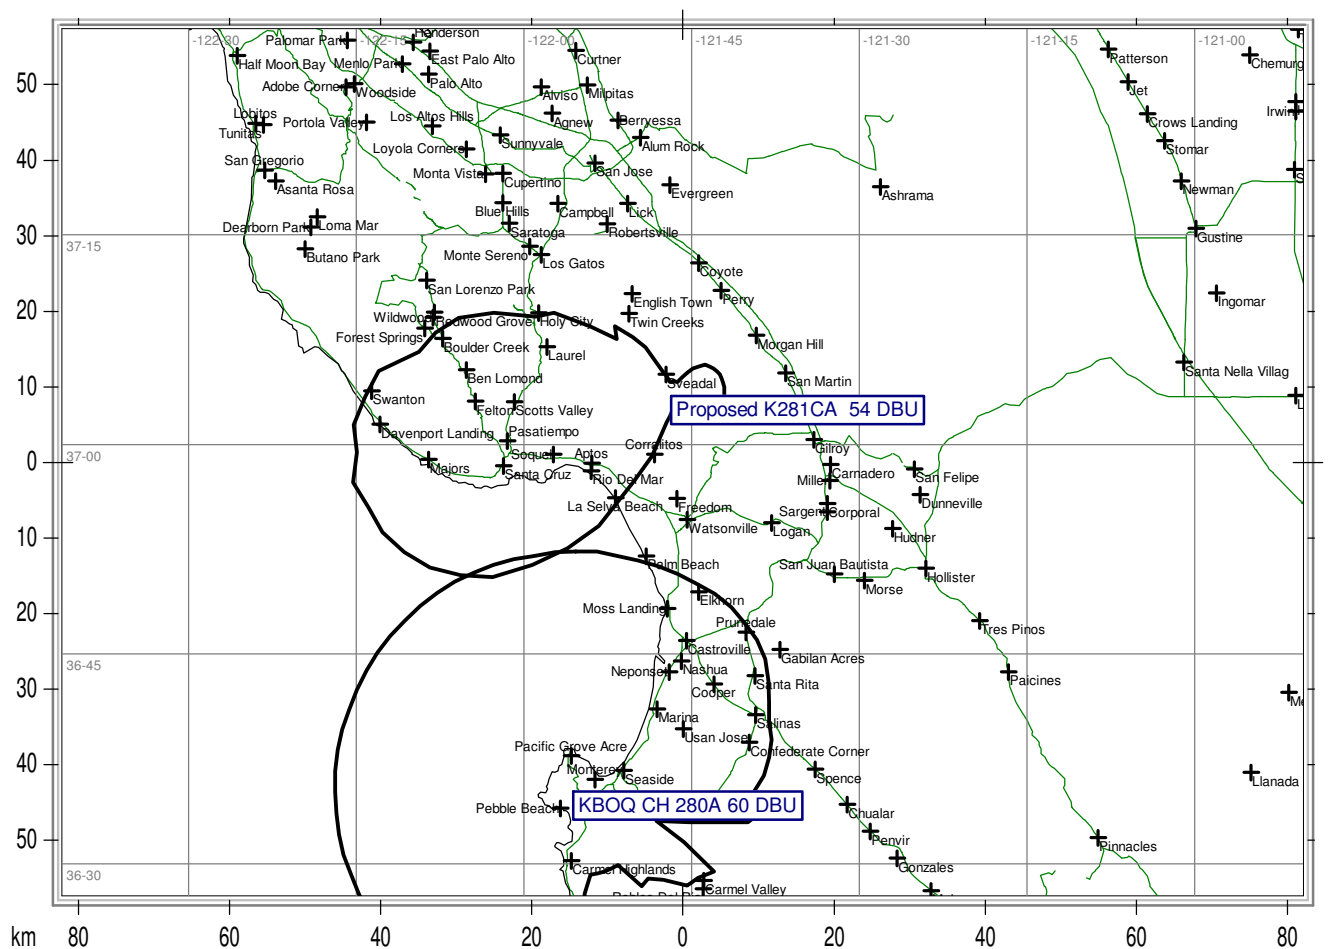 Henderson
-122-30
-122-15
-122-00
-121-45
-121-30
-121-15
-121-00
Palomar Park
East Palo Alto
Curtner
Patterson
Chemurg
Half Moon Bay
Menlo Park
Palo Alto
50
Adobe Corner
Woodside
Alviso
Milpitas
Jet
Lobitos
Tunitas
Portola Valley
Los Altos Hills
Agnew
Berryessa
Crows Landing
Irwin
Sunnyvale
Alum Rock
Stomar
40
San Gregorio
Loyola Corners
San Jose
Monta Vista
Cupertino
Asanta Rosa
Evergreen
Ashrama
Newman
S
Blue Hills
Campbell
Lick
Dearborn Park
Loma Mar
Saratoga
Robertsville
Gustine
30
37-15
Butano Park
Monte Sereno
Los Gatos
Coyote
San Lorenzo Park
English Town
Perry
Ingomar
20
Wildwood
Redwood Grove
Holy City
Twin Creeks
Forest Springs
Boulder Creek
Laurel
Morgan Hill
Santa Nella Villag
10
Ben Lomond
Sveadal
San Martin
Swanton
Felton
Scotts Valley
Proposed K281CA 54 DBU
L
Davenport Landing
Pasatiempo
Corralitos
Gilroy
0
37-00
Majors
Soquel
Aptos
Santa Cruz
Rio Del Mar
Carnadero
San Felipe
Miller
La Selva Beach
Freedom
Dunneville
Sargent
Corporal
Watsonville
Logan
Hudner
10
Palm Beach
San Juan Bautista
Hollister
Morse
20
Moss Landing
Elkhorn
Prunedale
Tres Pinos
Castroville
Gabilan Acres
36-45
Neponset
Nashua
Cooper
Santa Rita
Paicines
30
Me
Marina
Salinas
Usan Jose
Pacific Grove Acre
Confederate Corner
40
Monterey
Seaside
Spence
Llanada
Pebble Beach
KBOQ CH 280A 60 DBU
Chualar
50
Penvir
Pinnacles
36-30
Carmel Highlands
Gonzales
Carmel Valley
km
80
60
40
20
0
20
40
60
80